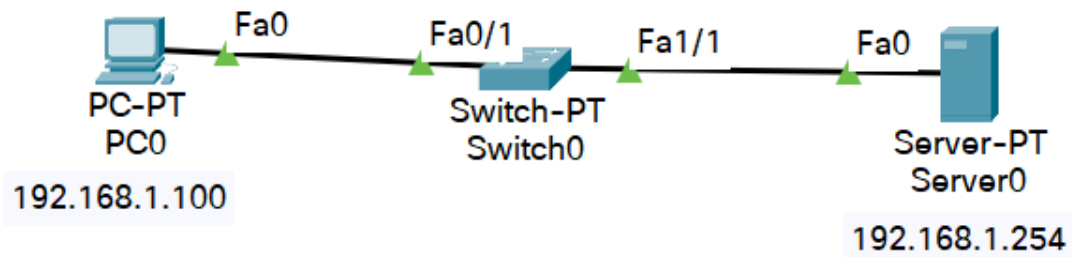 Fa0
Fa0/1
Fa1/1
Fa0
PC-PT
PC0
192.168.1.100
Switch-PT
Switch0
Server-PT
Server0
192.168.1.254